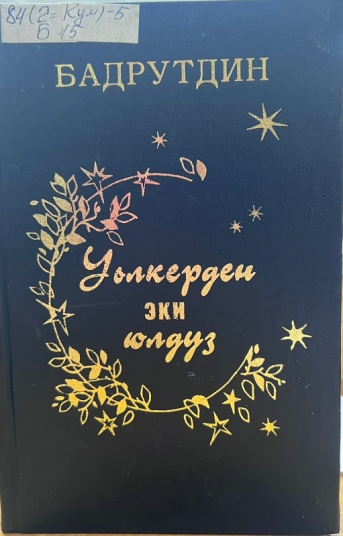 84(2=Кум)-5
Б 15
БАДРУТДИН
Уьлкерден
эки
юлдуз